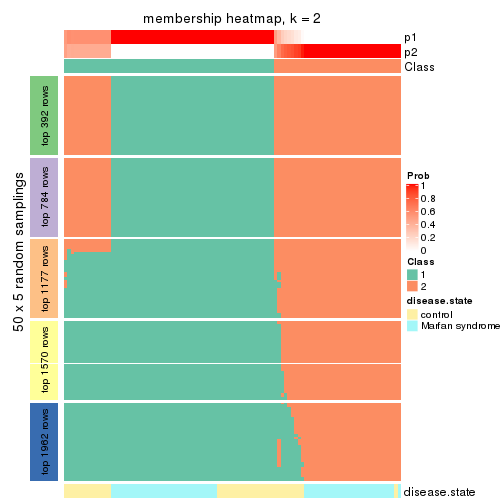 membership heatmap, k = 2
p1
p2
Class
50 x 5 random samplings
top 392 rows
top 784 rows
top 1177 rows
top 1570 rows
top 1962 rows
Prob
1
0.8
0.6
0.4
0.2
0
Class
1
2
disease.state
control
Marfan syndrome
disease.state